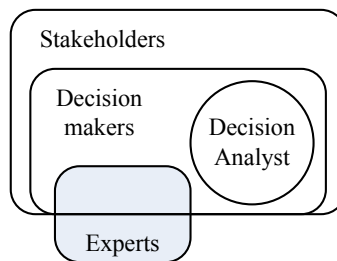 Stakeholders
Decision
makers
Decision
Analyst
Experts